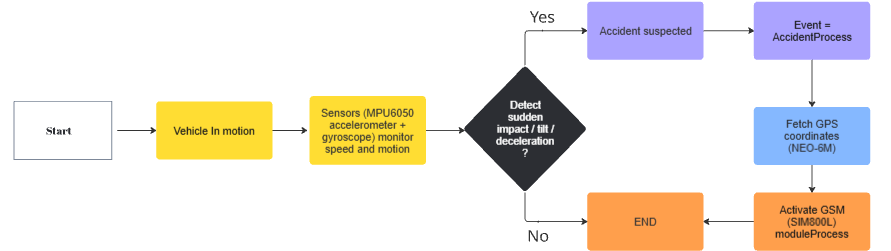 Start
Vehicle In motion
Sensors (MPU6050
accelerometer +
gyroscope) monitor
speed and motion
Detect
sudden
impact / tilt /
deceleration
?
Yes
Accident suspected
Event =
AccidentProcess
Fetch GPS
coordinates
(NEO-6M)
Activate GSM
(SIM800L)
moduleProcess
No
END